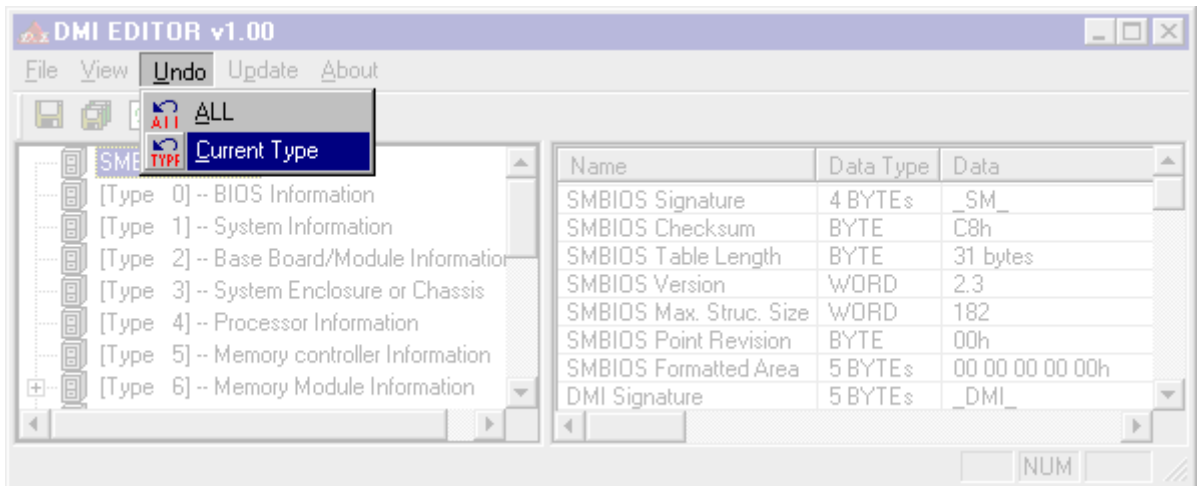 DMI EDITOR v1.00
File View Undo Update About
ALL
ALL
TYPE
Current Type
SMB
[Type 0] -- BIOS Information
[Type 1] -- System Information
[Type 2] -- Base Board/Module Information
[Type 3] -- System Enclosure or Chassis
[Type 4] -- Processor Information
[Type 5] -- Memory controller Information
[Type 6] -- Memory Module Information
Name Data Type Data
SMBIOS Signature 4 BYTEs _SM_
SMBIOS Checksum BYTE C8h
SMBIOS Table Length BYTE 31 bytes
SMBIOS Version WORD 2.3
SMBIOS Max. Struc. Size WORD 182
SMBIOS Point Revision BYTE 00h
SMBIOS Formatted Area 5 BYTEs 00 00 00 00 00h
DMI Signature 5 BYTEs _DMI_
NUM